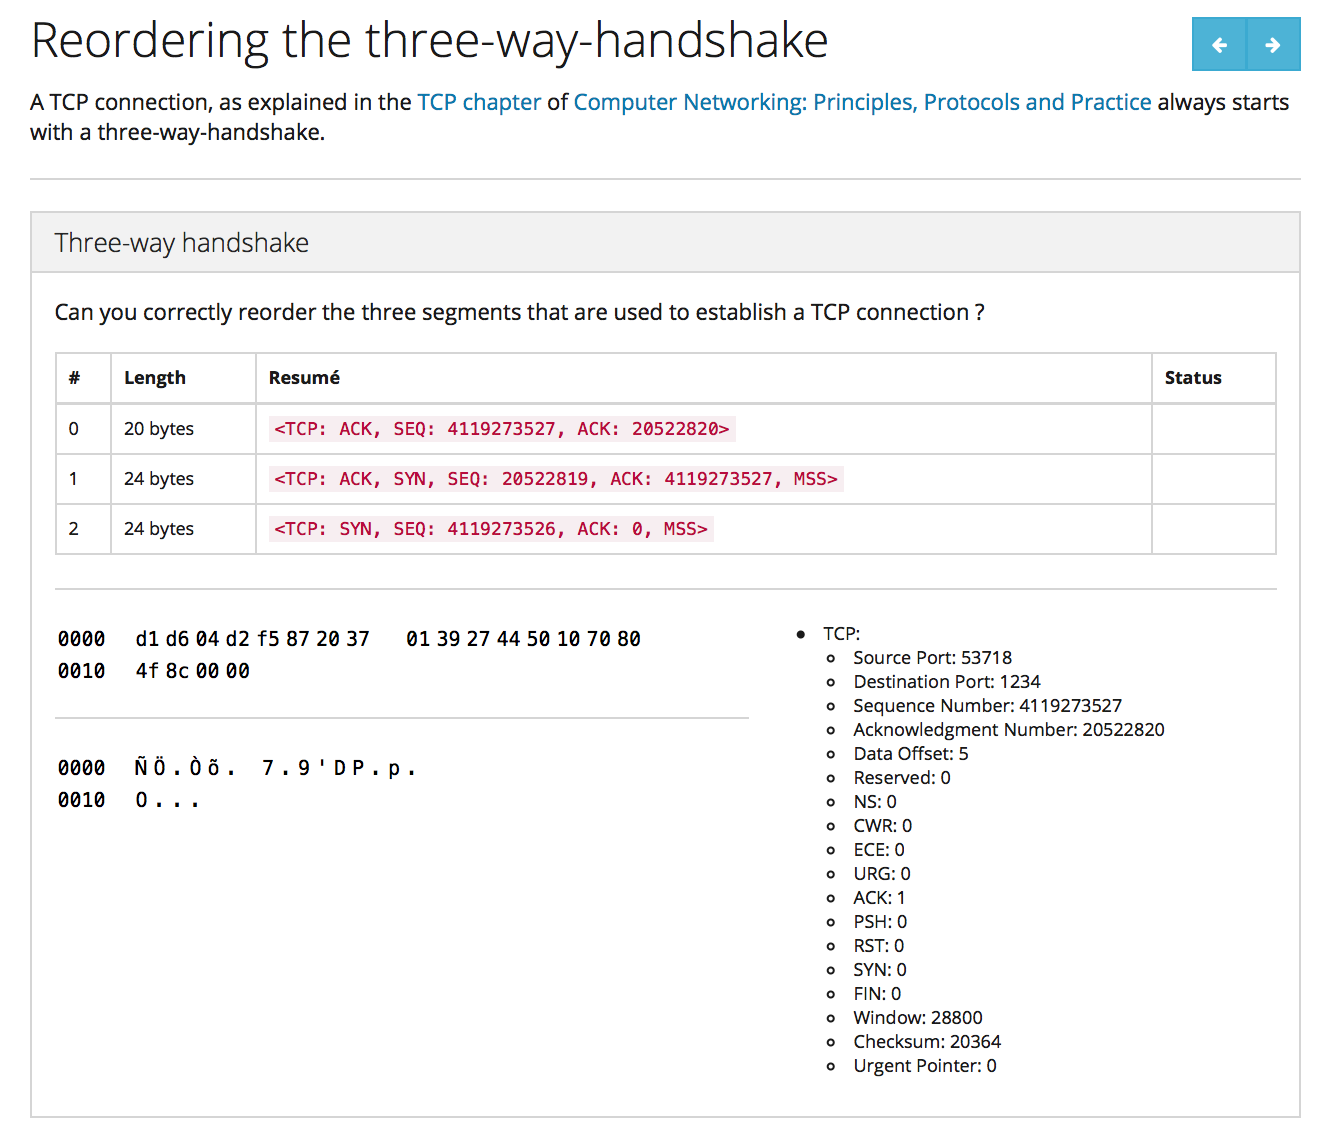 Reordering the three-way-handshake
A TCP connection, as explained in the TCP chapter of Computer Networking: Principles, Protocols and Practice always starts
with a three-way-handshake.
Three-way handshake
Can you correctly reorder the three segments that are used to establish a TCP connection ?
# Length Resumé Status
0 20 bytes <TCP: ACK, SEQ: 4119273527, ACK: 20522820>
1 24 bytes <TCP: ACK, SYN, SEQ: 20522819, ACK: 4119273527, MSS>
2 24 bytes <TCP: SYN, SEQ: 4119273526, ACK: 0, MSS>
0000 d1 d6 04 d2 f5 87 20 37 01 39 27 44 50 10 70 80
0010 4f 8c 00 00
0000 Ñ Ö . Ò õ . 7 . 9 ' D P . p .
0010 O . . .
TCP:
Source Port: 53718
Destination Port: 1234
Sequence Number: 4119273527
Acknowledgment Number: 20522820
Data Offset: 5
Reserved: 0
NS: 0
CWR: 0
ECE: 0
URG: 0
ACK: 1
PSH: 0
RST: 0
SYN: 0
FIN: 0
Window: 28800
Checksum: 20364
Urgent Pointer: 0